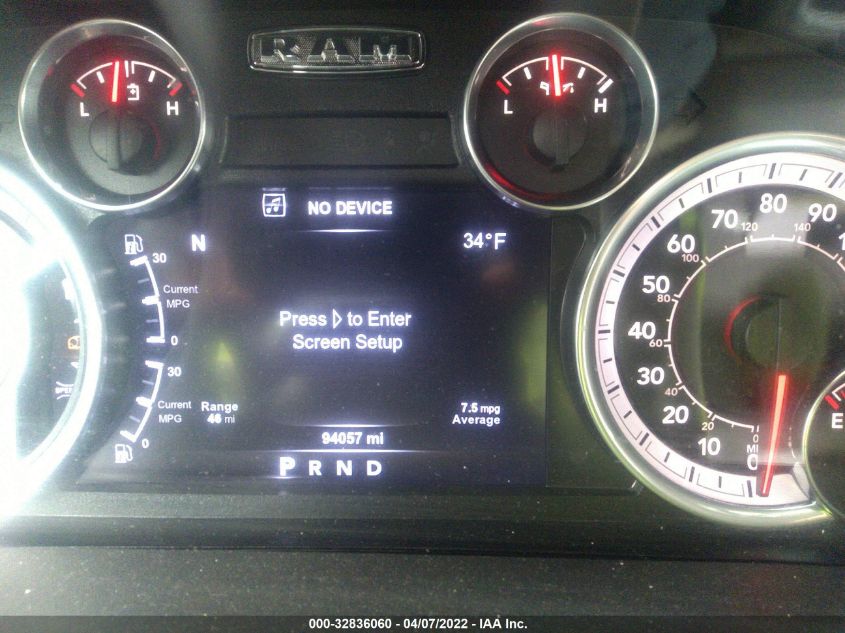 RAM
L H
L H
NO DEVICE
N
34°F
30
Current
MPG
0
30
Current
MPG
0
Range
46 mi
Press ▷ to Enter
Screen Setup
7.5 mpg
Average
94057 mi
P R N D
0 10 20 30 40 50 60 70 80 90
0 20 40 60 80 100 120 140
E
000-32836060 - 04/07/2022 - IAA Inc.